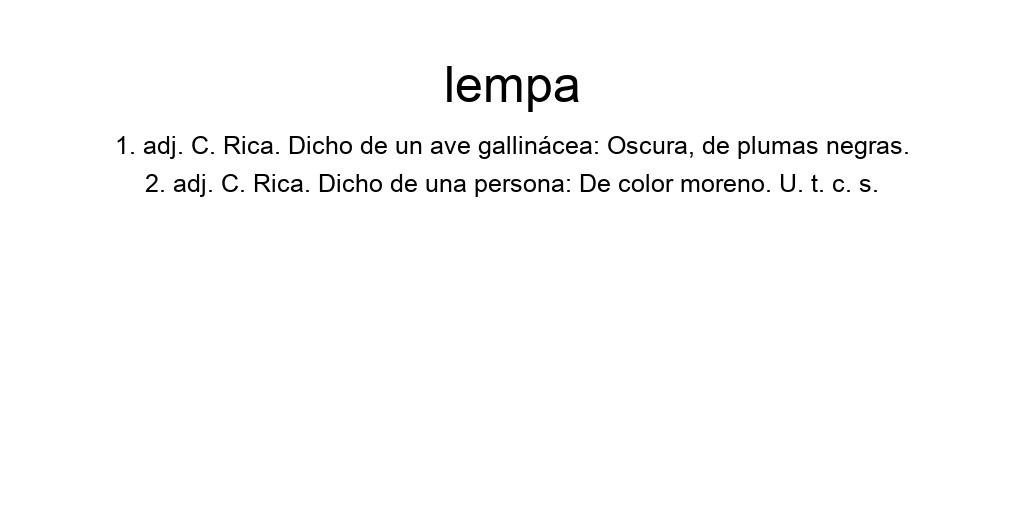 lempa
1. adj. C. Rica. Dicho de un ave gallinácea: Oscura, de plumas negras.
2. adj. C. Rica. Dicho de una persona: De color moreno. U. t. c. s.